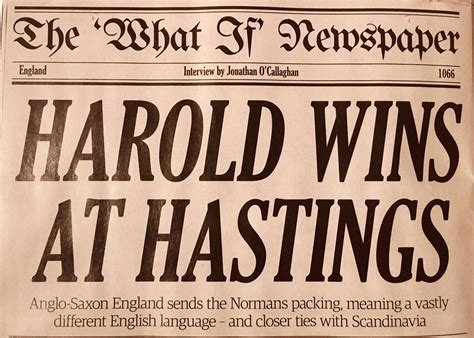 The 'What If' Newspaper
England Interview by Jonathan O'Callaghan 1066
HAROLD WINS
AT HASTINGS
Anglo-Saxon England sends the Normans packing, meaning a vastly
different English language – and closer ties with Scandinavia